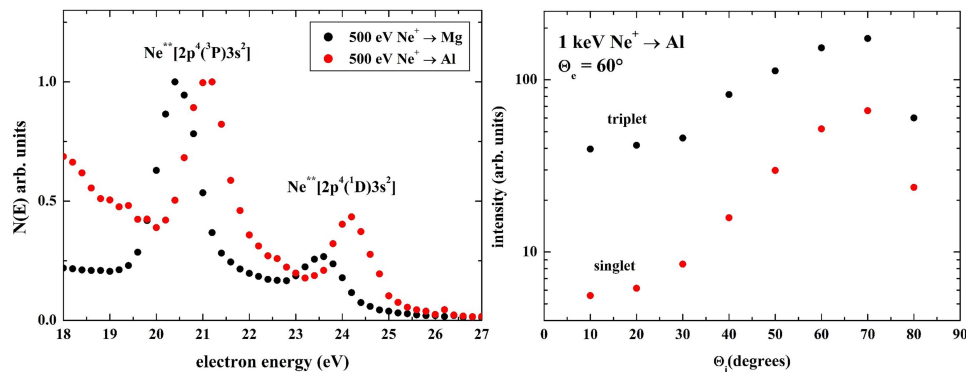 500 eV Ne⁺ → Mg
500 eV Ne⁺ → Al
Ne**[2p⁴(³P)3s²]
Ne**[2p⁴(¹D)3s²]
1.0
0.5
0.0
N(E) arb. units
18 19 20 21 22 23 24 25 26 27
electron energy (eV)
1 keV Ne⁺ → Al
Θₑ = 60°
triplet
singlet
100
10
intensity (arb. units)
0 10 20 30 40 50 60 70 80 90
Θᵢ(degrees)